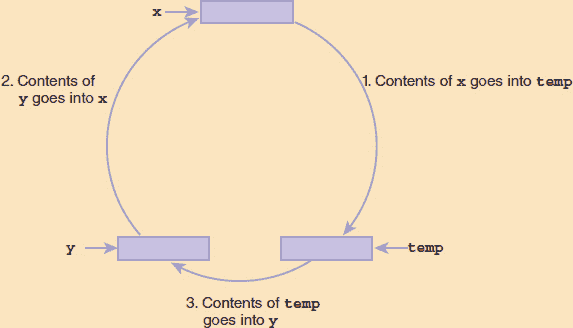 x
2. Contents of
y goes into x
1. Contents of x goes into temp
y
temp
3. Contents of temp
goes into y